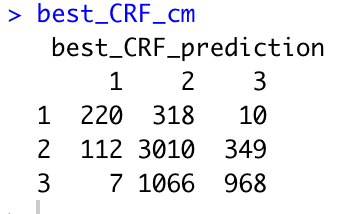 > best_CRF_cm
best_CRF_prediction
1 2 3
1 220 318 10
2 112 3010 349
3 7 1066 968